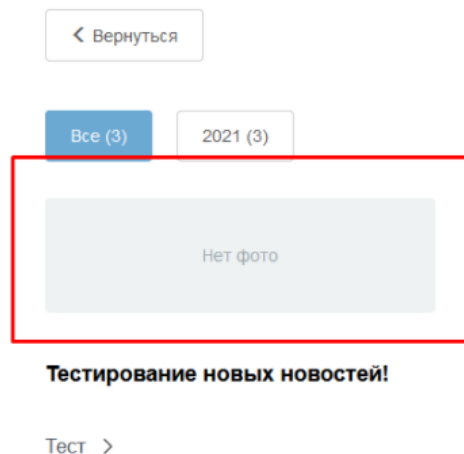 Вернуться
Все (3) 2021 (3)
Нет фото
Тестирование новых новостей!
Тест